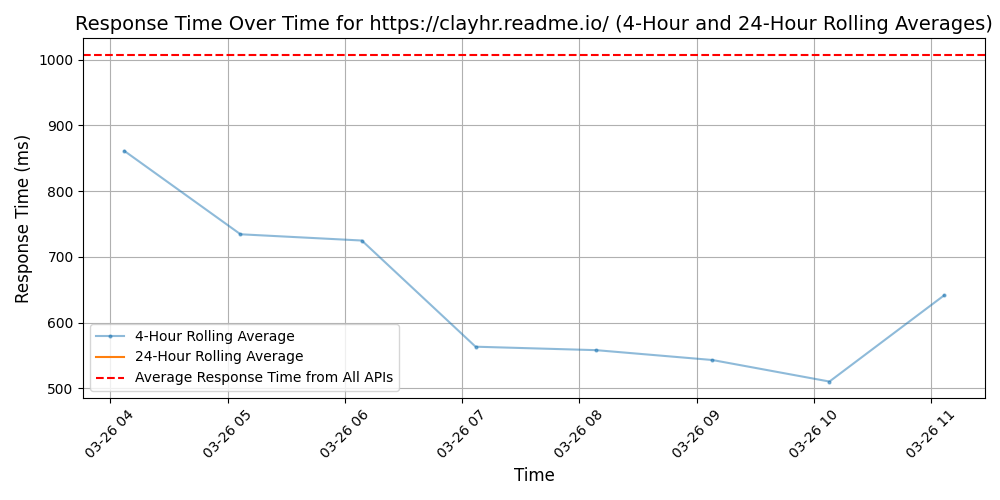 Response Time Over Time for https://clayhr.readme.io/ (4-Hour and 24-Hour Rolling Averages)
Response Time (ms)
1000
900
800
700
600
500
4-Hour Rolling Average
24-Hour Rolling Average
Average Response Time from All APIs
03-26 04
03-26 05
03-26 06
03-26 07
03-26 08
03-26 09
03-26 10
03-26 11
Time